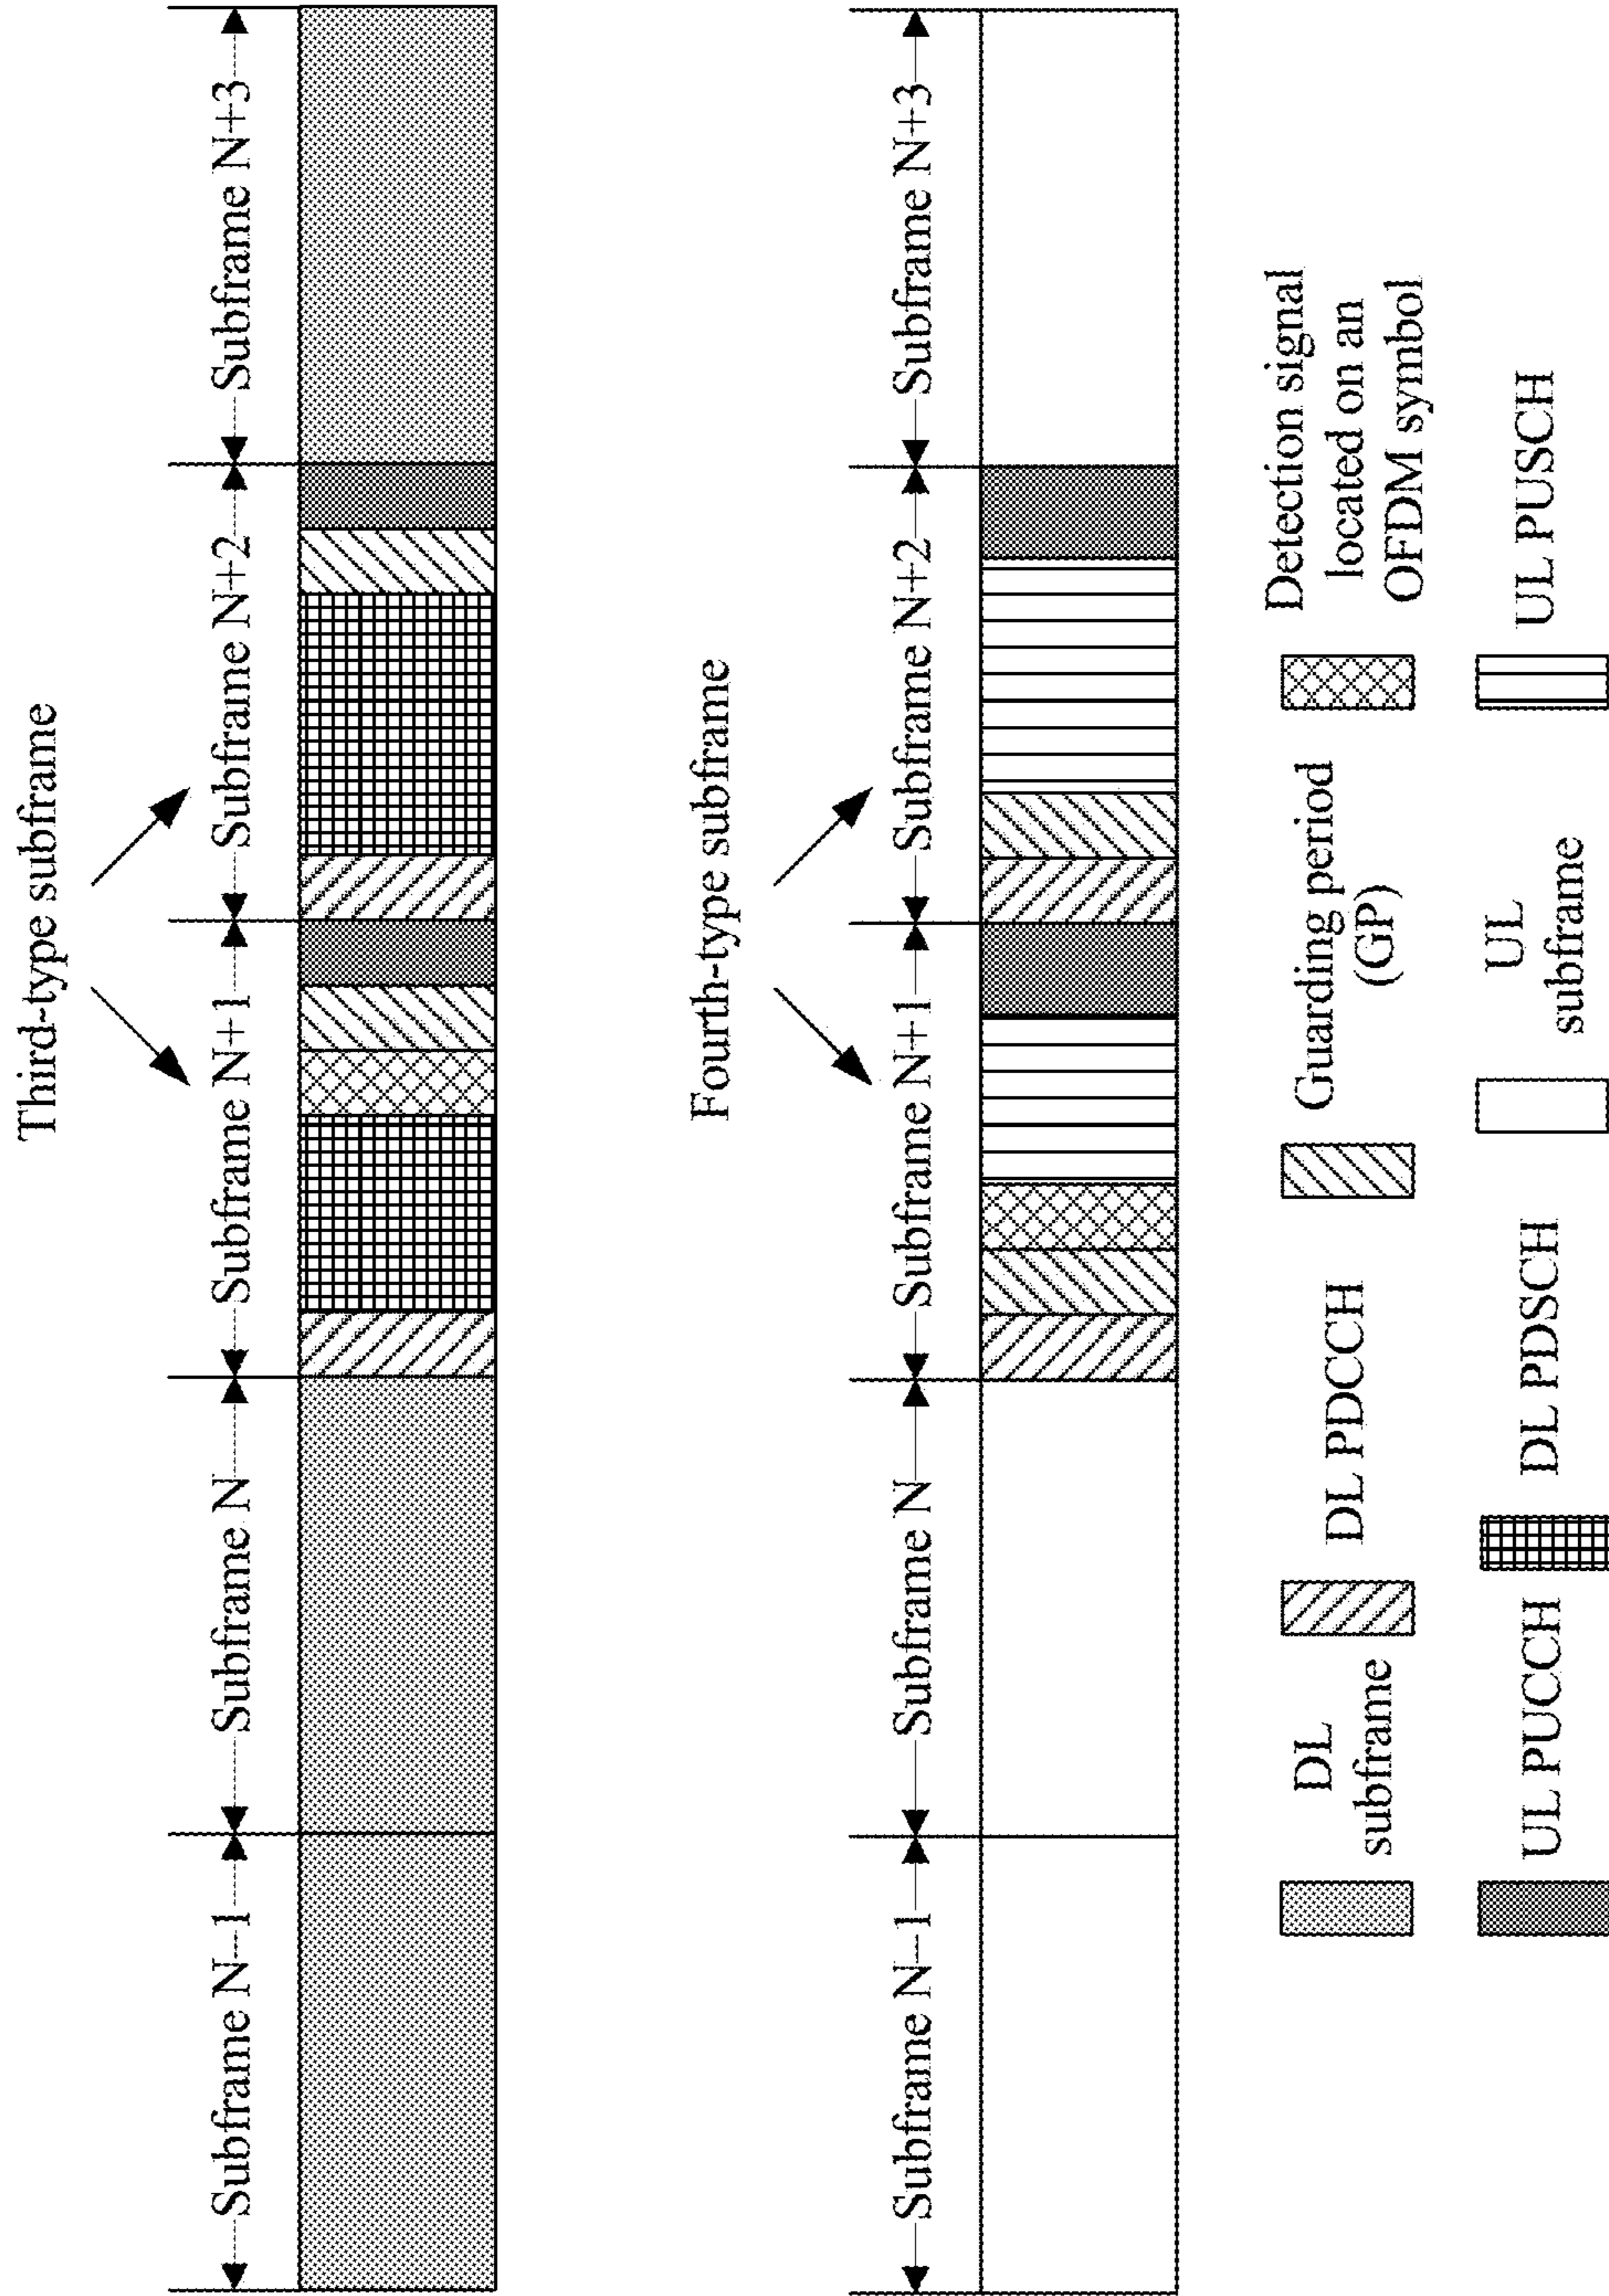 Third-type subframe
Subframe N-1
Subframe N
Subframe N+1
Subframe N+2
Subframe N+3
Fourth-type subframe
Subframe N-1
Subframe N
Subframe N+1
Subframe N+2
Subframe N+3
DL
subframe
DL PDCCH
Guarding period
(GP)
Detection signal
located on an
OFDM symbol
UL PUCCH
DL PDSCH
UL
subframe
UL PUSCH